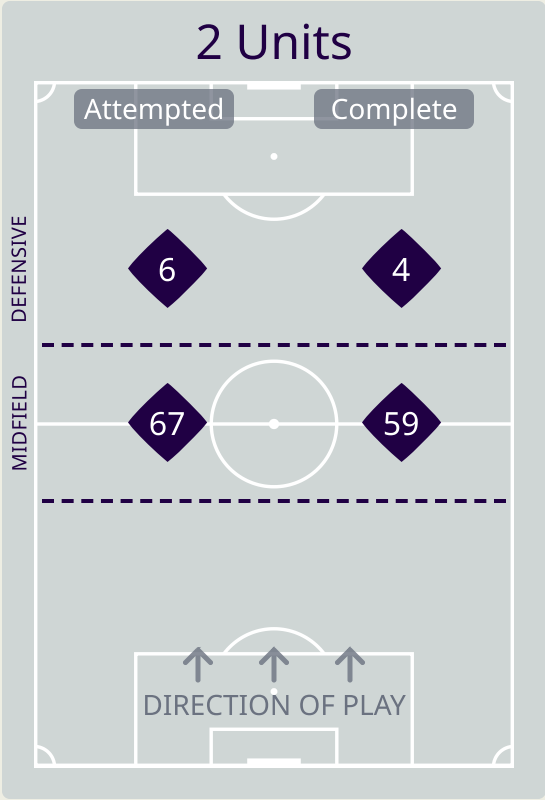 2 Units
Attempted
Complete
DEFENSIVE
6
4
MIDFIELD
67
59
DIRECTION OF PLAY